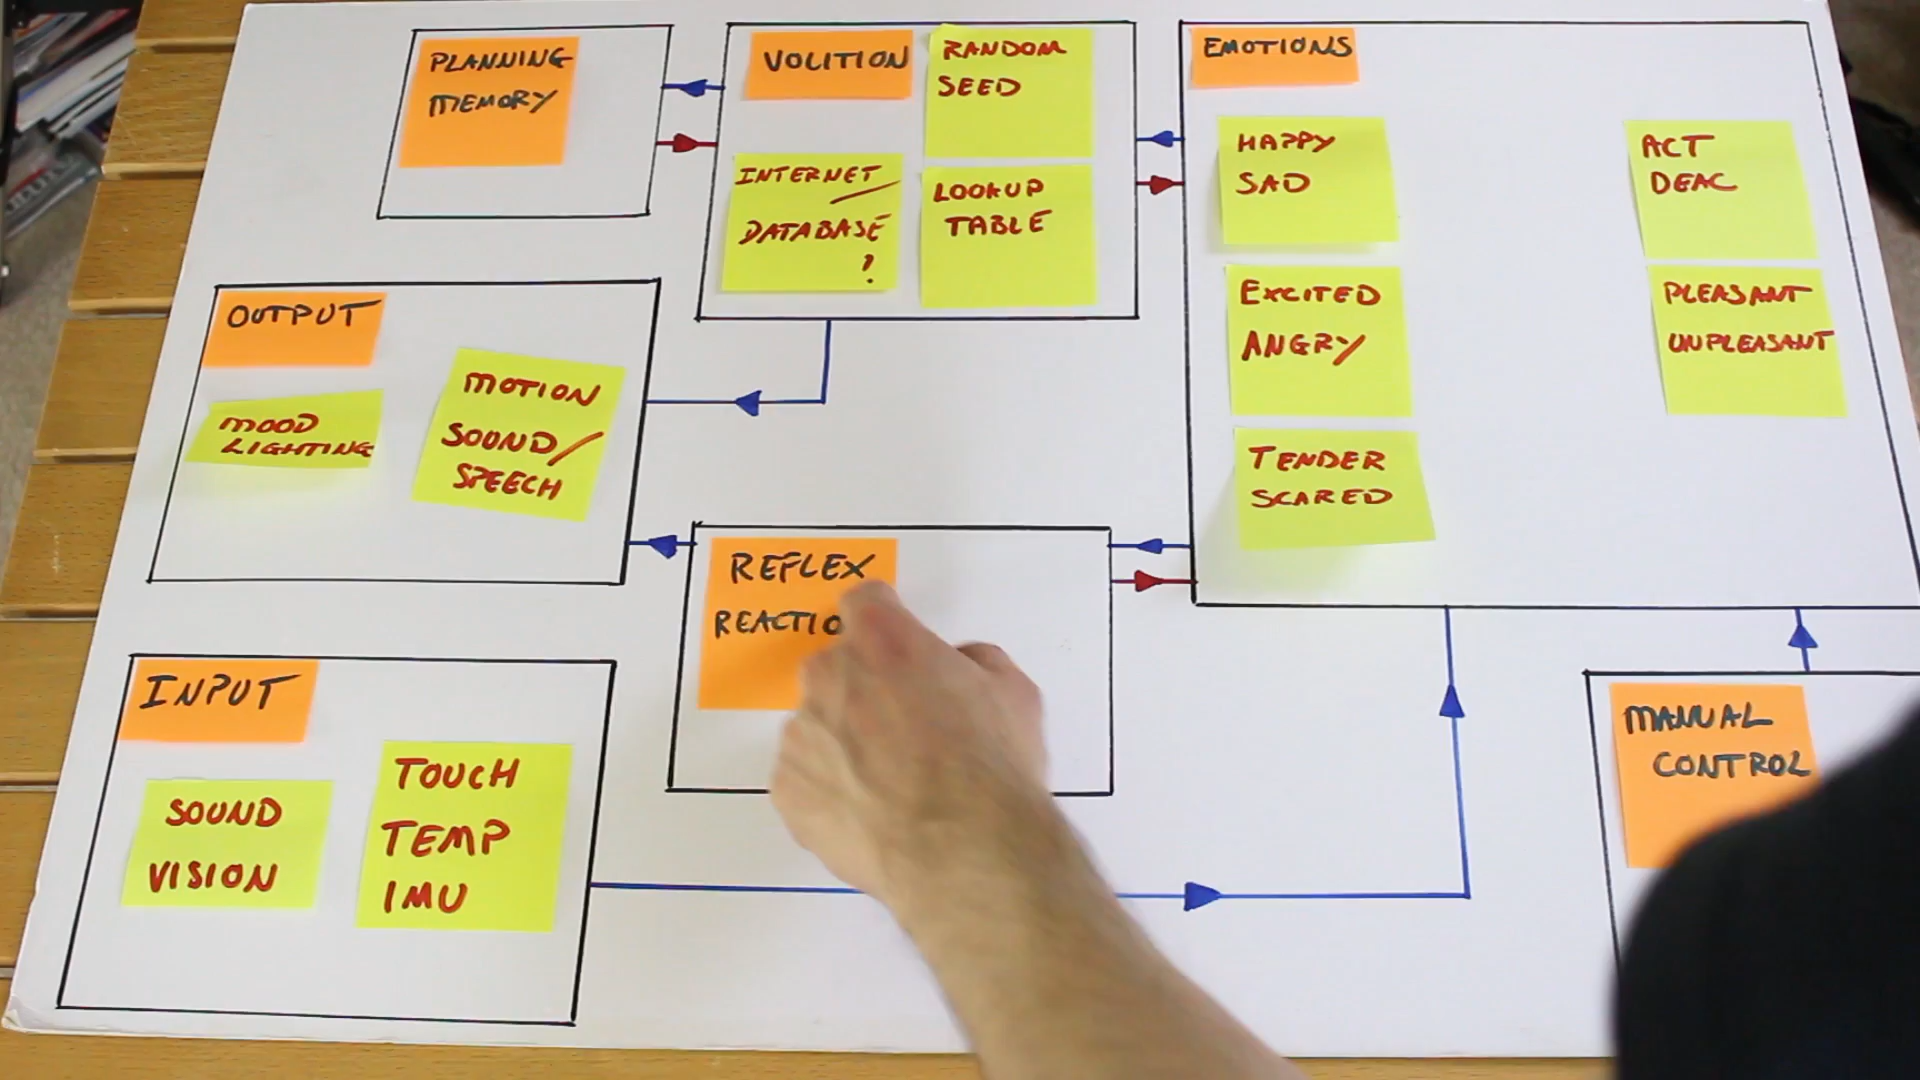 PLANNING
MEMORY
VOLITION
RANDOM
SEED
INTERNET/
DATABASE
!
LOOKUP
TABLE
EMOTIONS
HAPPY
SAD
EXCITED
ANGRY
TENDER
SCARED
ACT
DEAC
PLEASANT
UNPLEASANT
OUTPUT
MOOD
LIGHTING
MOTION
SOUND/
SPEECH
REFLEX
REACTIO
INPUT
SOUND
VISION
TOUCH
TEMP
IMU
MANUAL
CONTROL